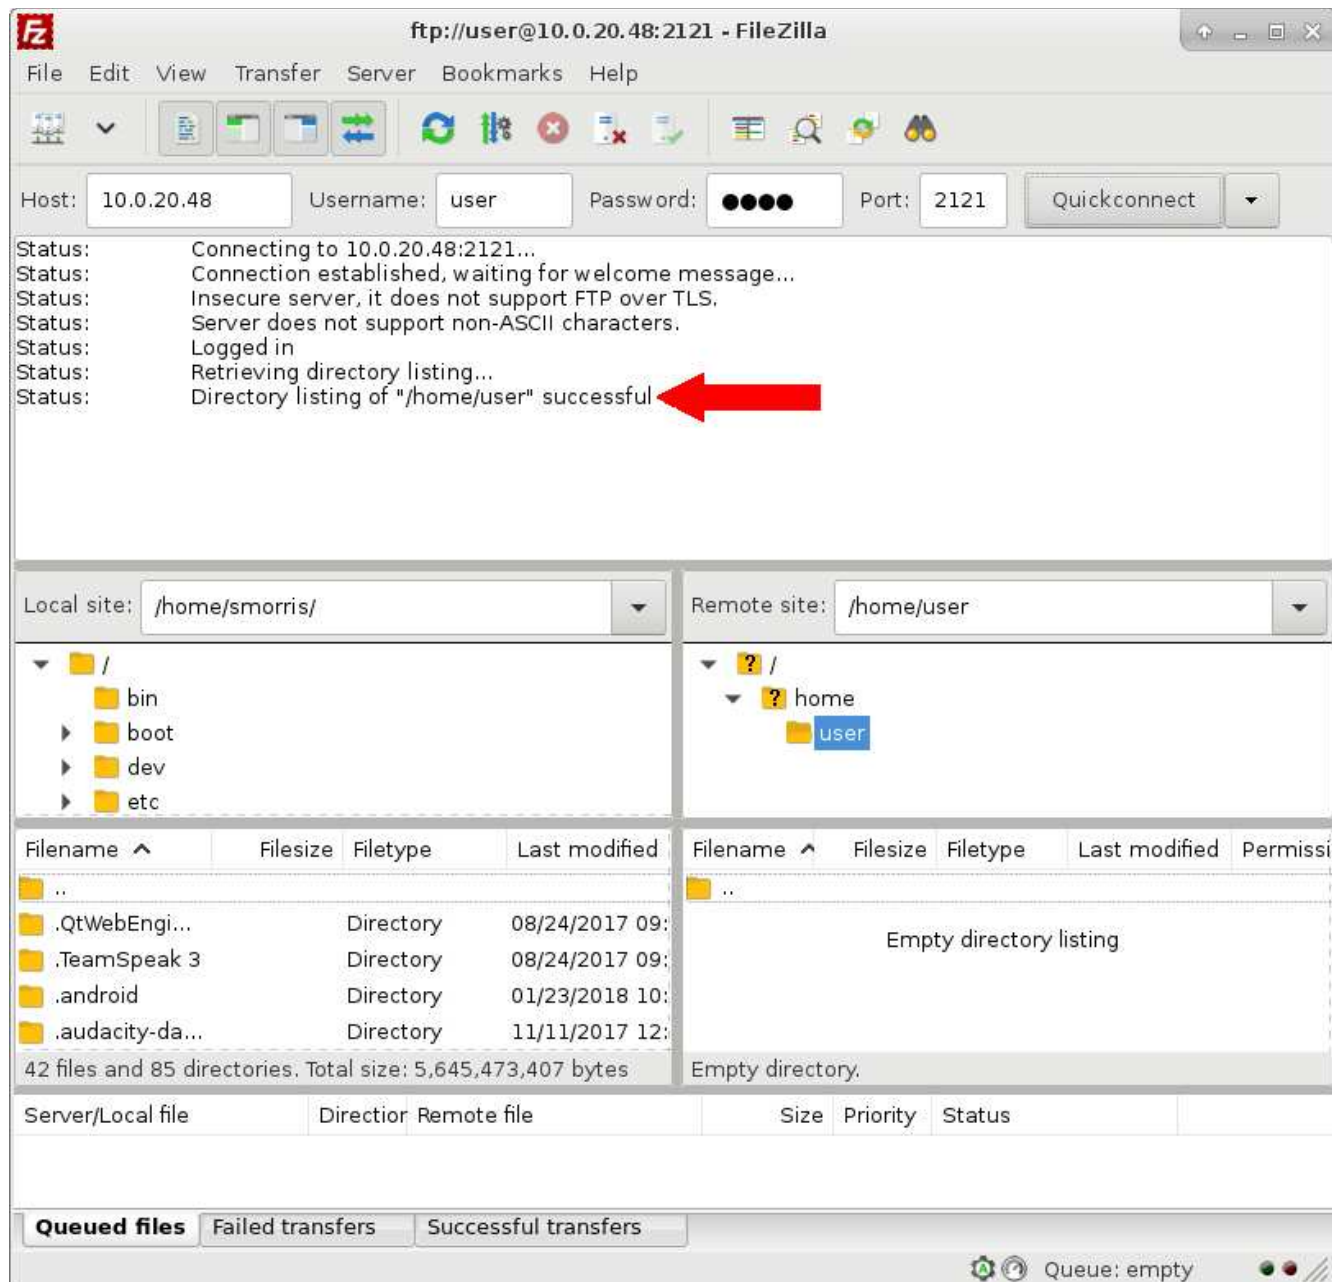 Fz
ftp://user@10.0.20.48:2121 - FileZilla
File Edit View Transfer Server Bookmarks Help
Host: 10.0.20.48 Username: user Password: ●●●● Port: 2121 Quickconnect
Status: Connecting to 10.0.20.48:2121...
Status: Connection established, waiting for welcome message...
Status: Insecure server, it does not support FTP over TLS.
Status: Server does not support non-ASCII characters.
Status: Logged in
Status: Retrieving directory listing...
Status: Directory listing of "/home/user" successful
Local site: /home/smorris/
/
bin
boot
dev
etc
Remote site: /home/user
? /
? home
user
Filename Filesize Filetype Last modified
..
.QtWebEngi... Directory 08/24/2017 09:
.TeamSpeak 3 Directory 08/24/2017 09:
.android Directory 01/23/2018 10:
.audacity-da... Directory 11/11/2017 12:
42 files and 85 directories. Total size: 5,645,473,407 bytes
Filename Filesize Filetype Last modified Permissi
..
Empty directory listing
Empty directory.
Server/Local file Direction Remote file Size Priority Status
Queued files Failed transfers Successful transfers
A Queue: empty